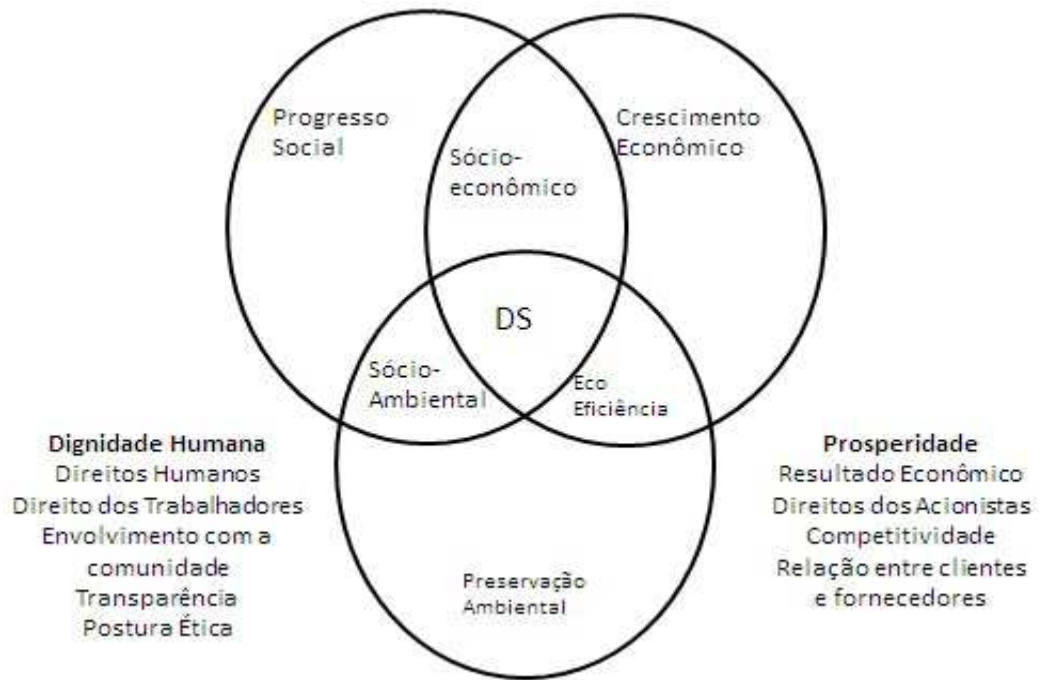 Progresso
Social
Crescimento
Econômico
Sócio-
econômico
DS
Sócio-
Ambiental
Eco
Eficiência
Dignidade Humana
Direitos Humanos
Direito dos Trabalhadores
Envolvimento com a
comunidade
Transparência
Postura Ética
Prosperidade
Resultado Econômico
Direitos dos Acionistas
Competitividade
Relação entre clientes
e fornecedores
Preservação
Ambiental